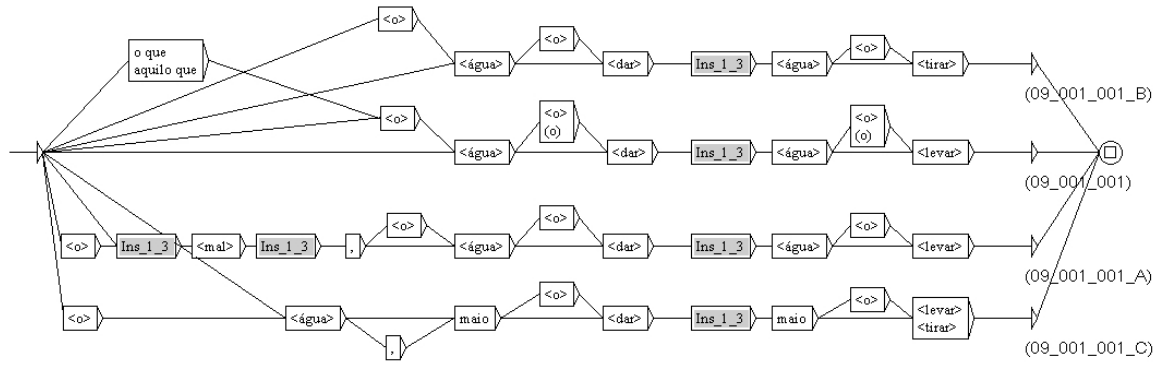 <o>
o que
aquilo que
<água> <o> <dar> Ins_1_3 <água> <o> <tirar>
(09_001_001_B)
<o>
<água> <o> (o) <dar> Ins_1_3 <água> <o> (o) <levar>
(09_001_001)
<o> Ins_1_3 <mal> Ins_1_3 , <o> <água> <o> <dar> Ins_1_3 <água> <o> <levar>
(09_001_001_A)
<o> <água> , maio <o> <dar> Ins_1_3 maio <o> <levar>
<tirar>
(09_001_001_C)